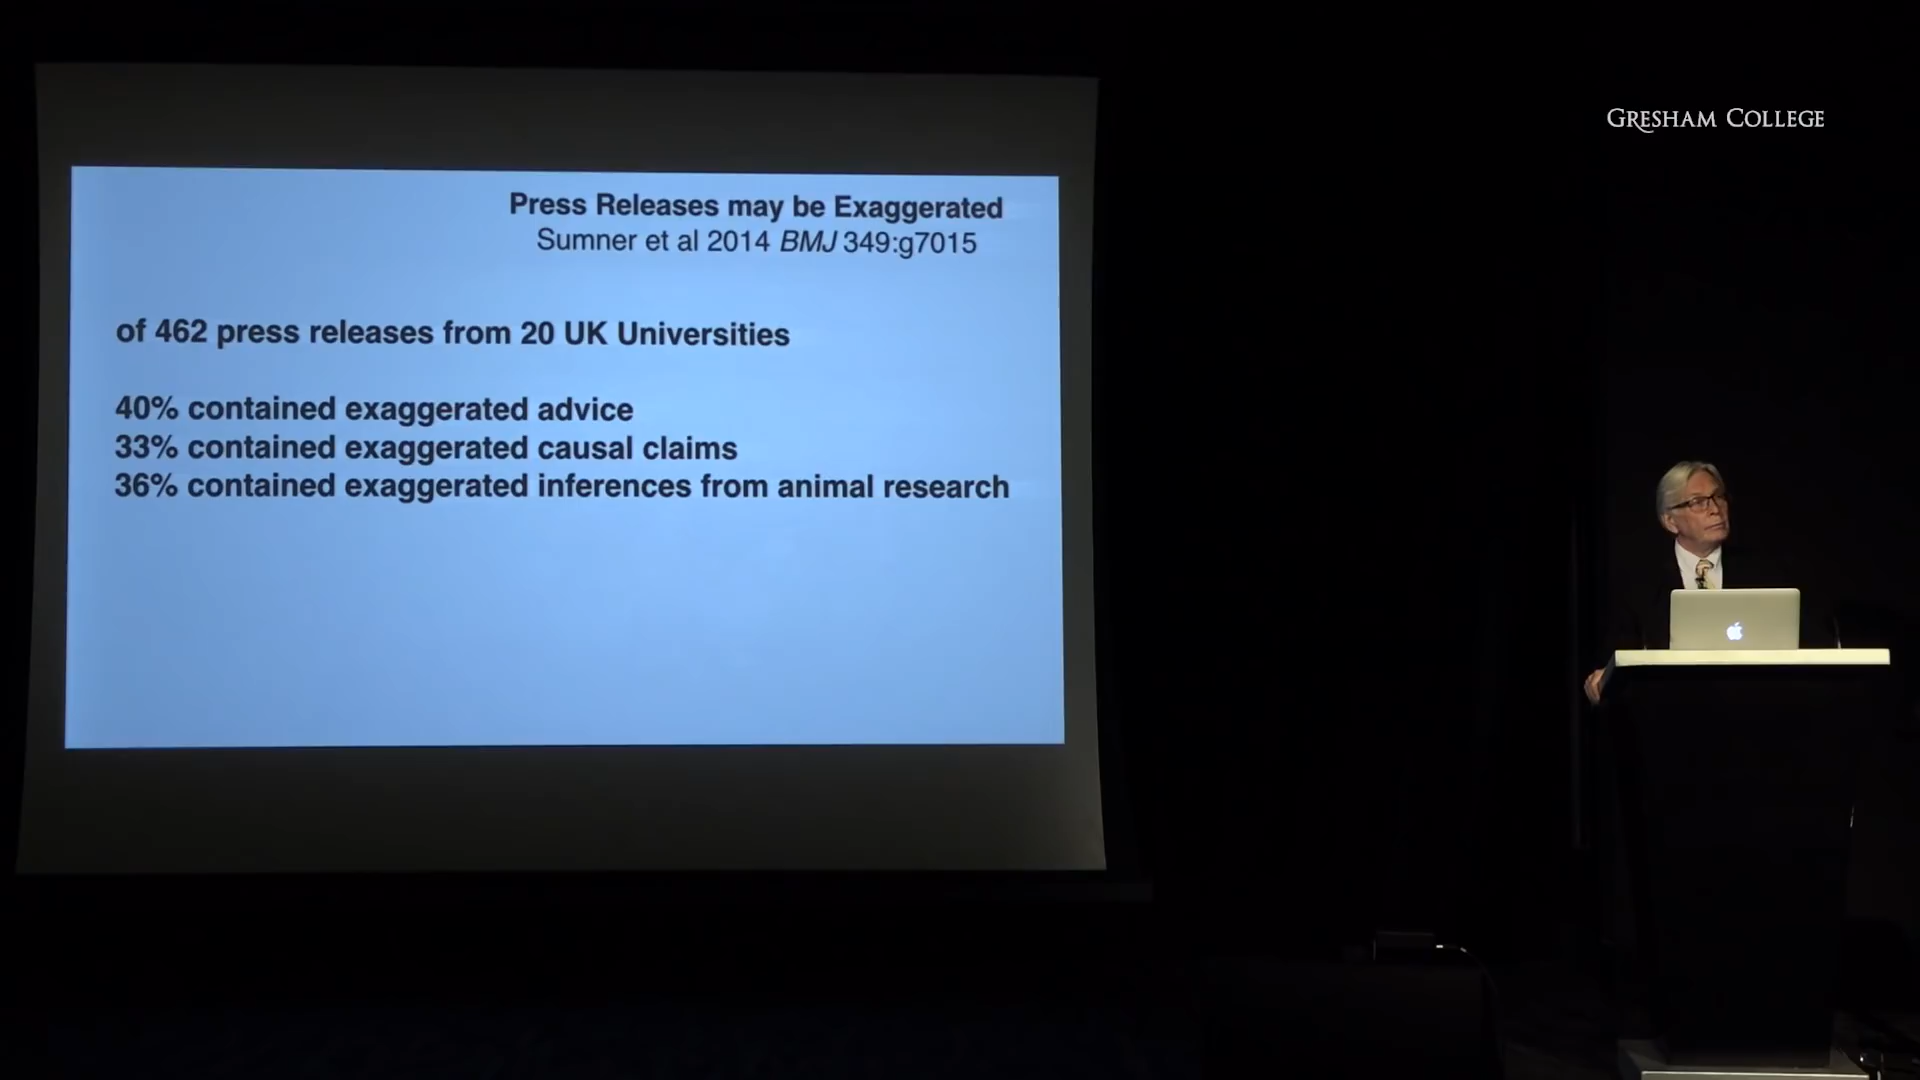 GRESHAM COLLEGE
Press Releases may be Exaggerated
Sumner et al 2014 BMJ 349:g7015
of 462 press releases from 20 UK Universities
40% contained exaggerated advice
33% contained exaggerated causal claims
36% contained exaggerated inferences from animal research